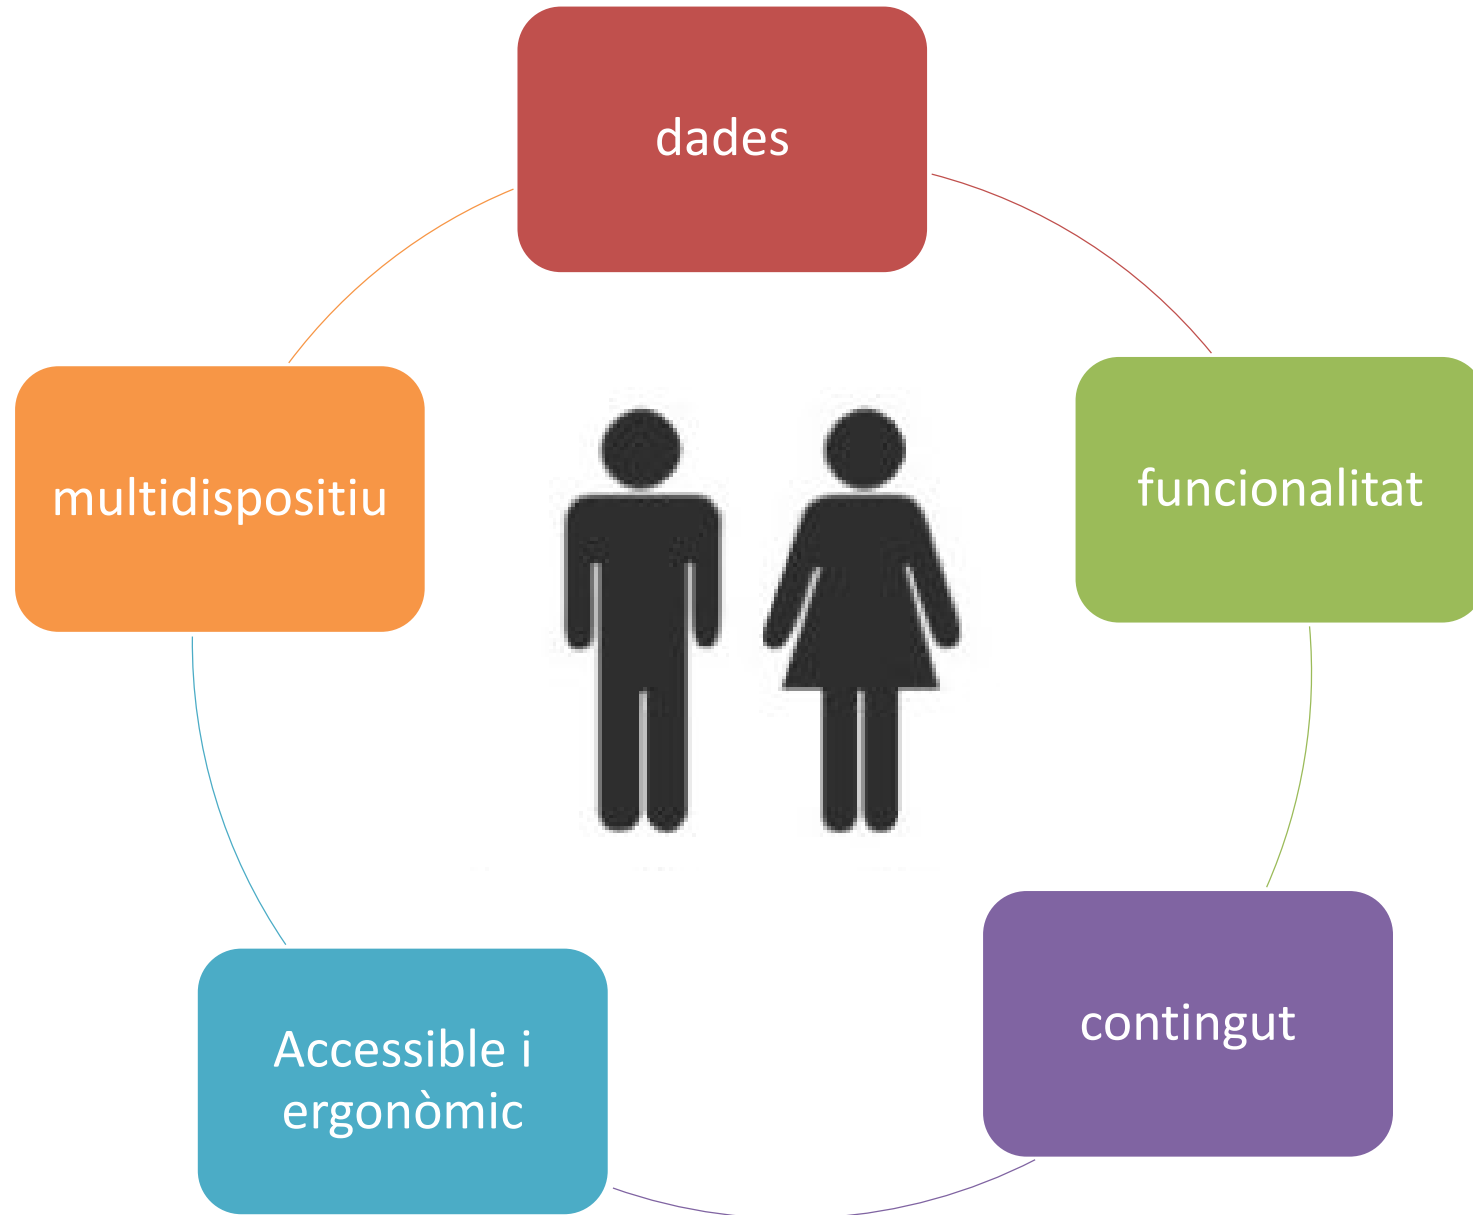 dades
funcionalitat
contingut
Accessible i
ergonòmic
multidispositiu